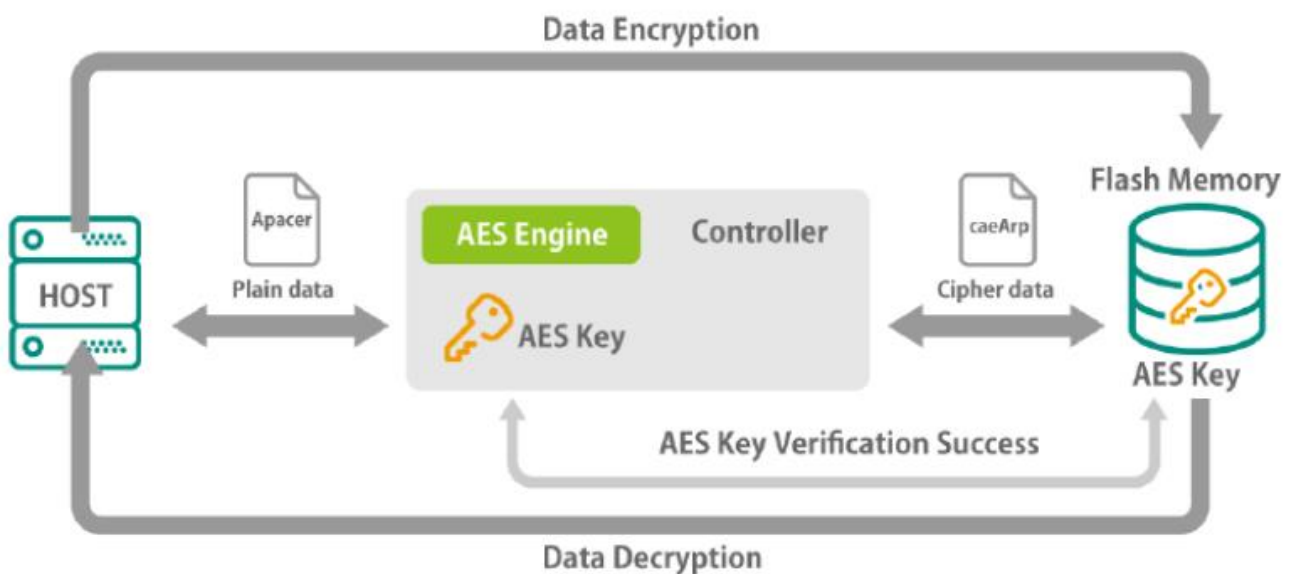 Data Encryption
Flash Memory
Apacer
AES Engine
Controller
caeArp
HOST
Plain data
Cipher data
AES Key
AES Key
AES Key Verification Success
Data Decryption